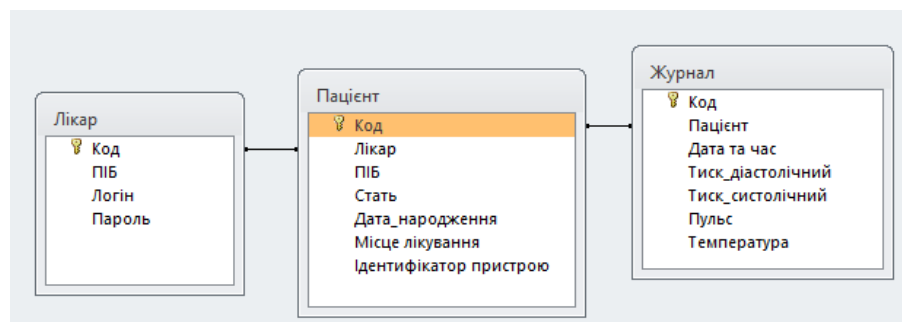 Лікар
Код
ПІБ
Логін
Пароль
Пацієнт
Код
Лікар
ПІБ
Стать
Дата_народження
Місце лікування
Ідентифікатор пристрою
Журнал
Код
Пацієнт
Дата та час
Тиск_діастолічний
Тиск_систолічний
Пульс
Температура